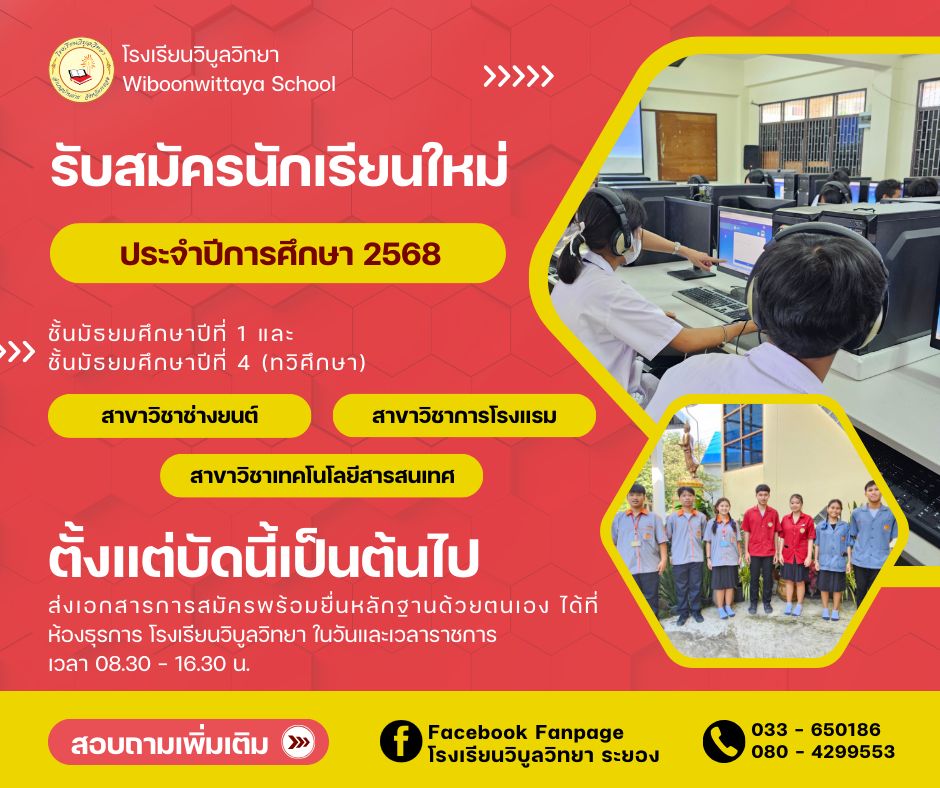 โรงเรียนวิบูลวิทยา
Wiboonwittaya School
รับสมัครนักเรียนใหม่
ประจำปีการศึกษา 2568
ชั้นมัธยมศึกษาปีที่ 1 และ
ชั้นมัธยมศึกษาปีที่ 4 (ทวิศึกษา)
สาขาวิชาช่างยนต์
สาขาวิชาการโรงแรม
สาขาวิชาเทคโนโลยีสารสนเทศ
ตั้งแต่บัดนี้เป็นต้นไป
ส่งเอกสารการสมัครพร้อมยื่นหลักฐานด้วยตนเอง ได้ที่
ห้องธุรการ โรงเรียนวิบูลวิทยา ในวันและเวลาราชการ
เวลา 08.30 - 16.30 น.
สอบถามเพิ่มเติม
Facebook Fanpage
โรงเรียนวิบูลวิทยา ระยอง
033 - 650186
080 - 4299553